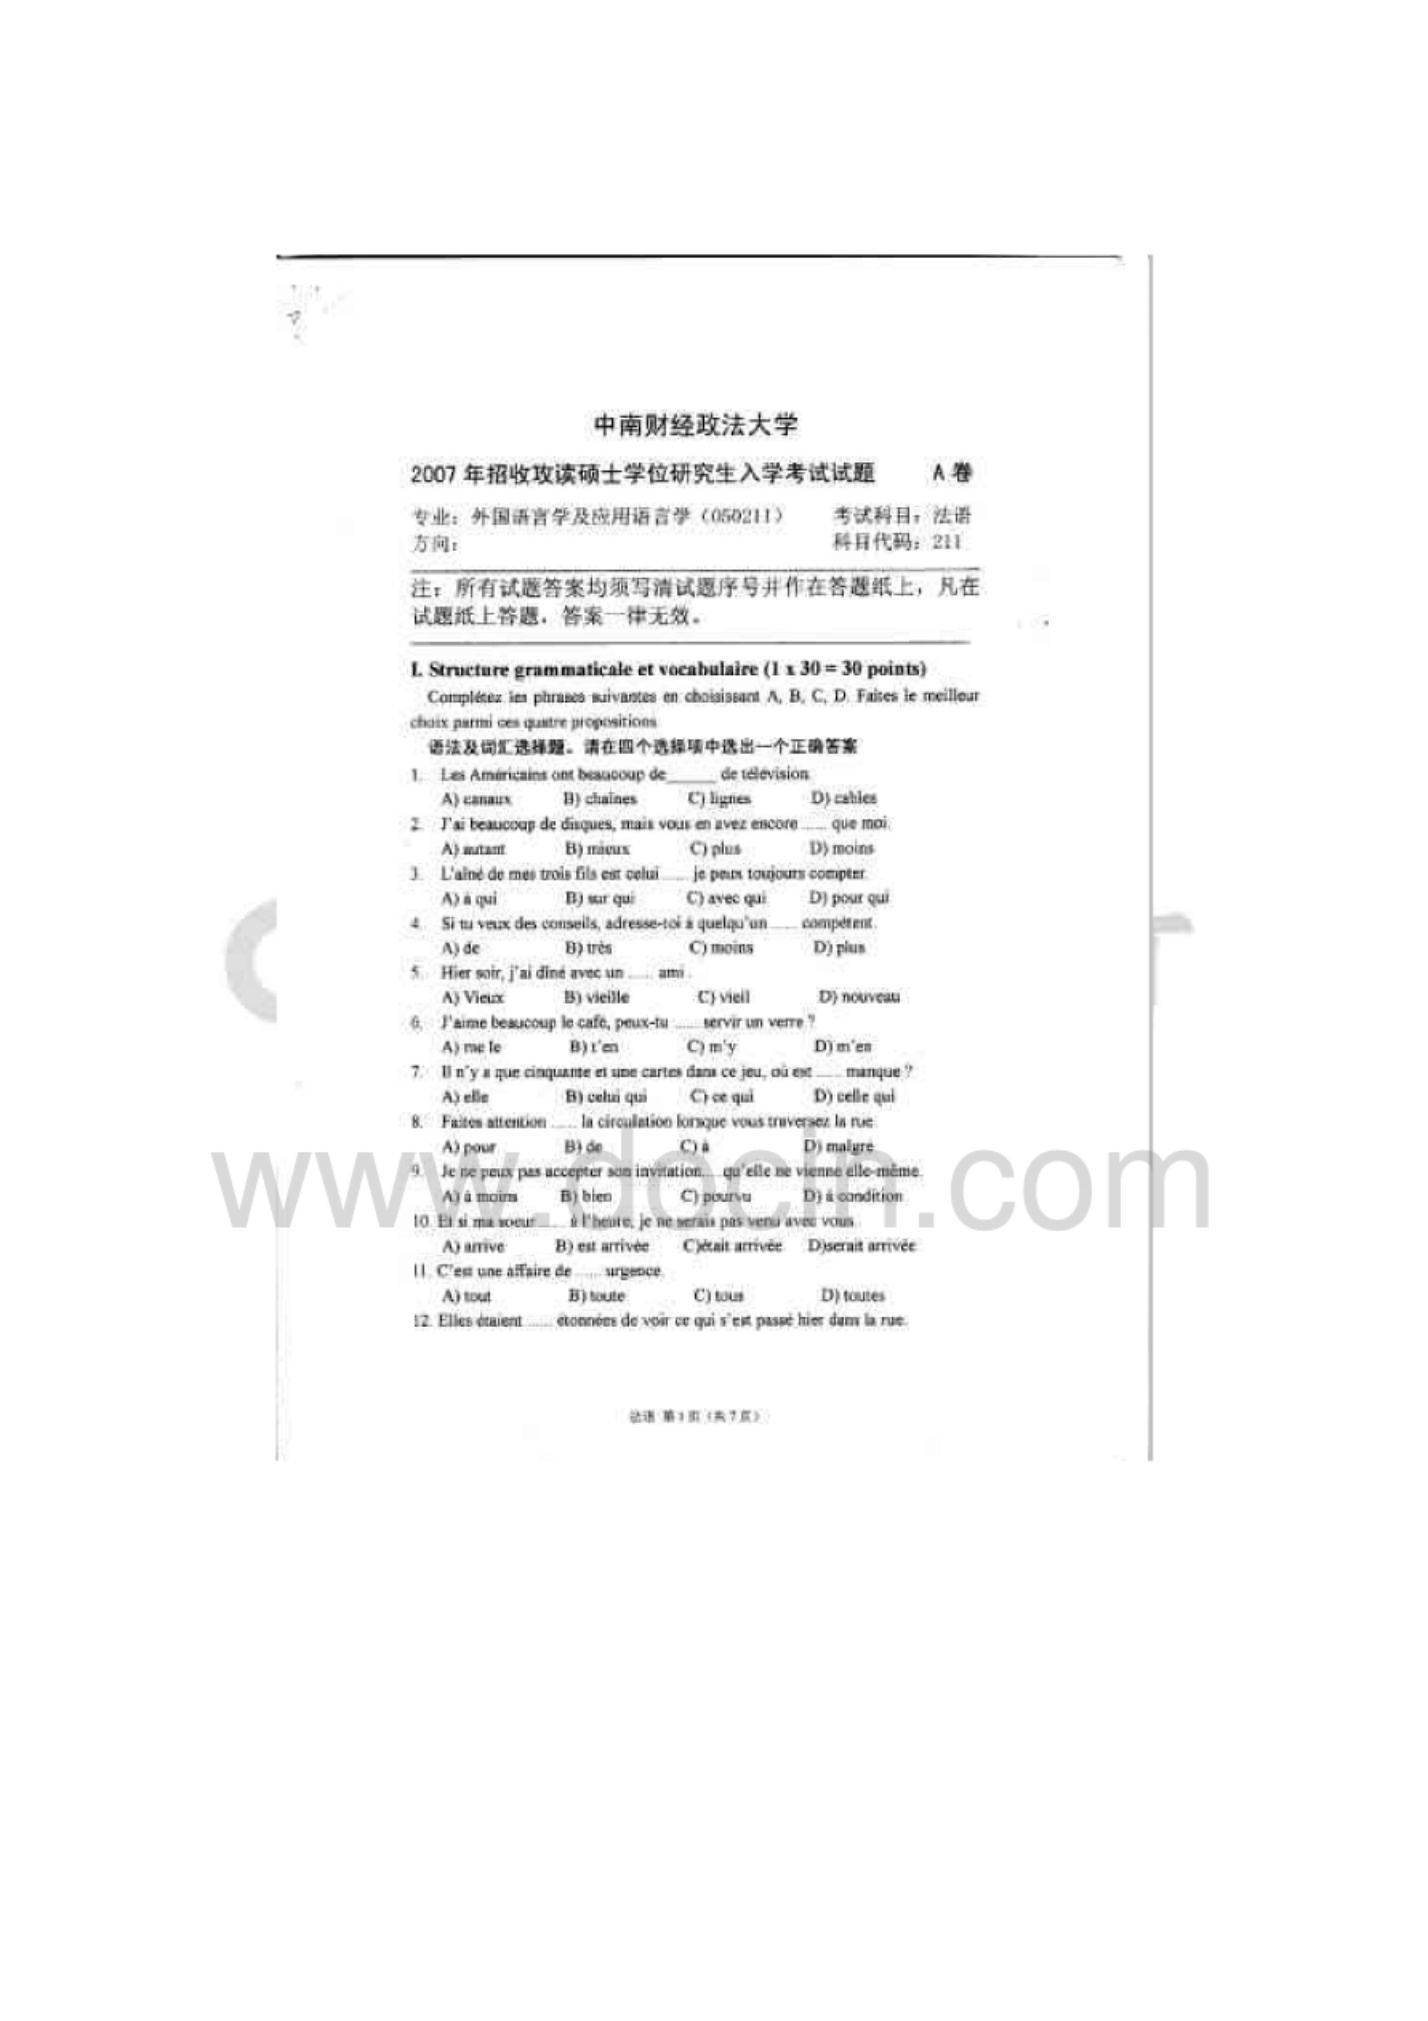 中南财经政法大学
2007 年招收攻读硕士学位研究生入学考试试题 A 卷
专业：外国语言学及应用语言学（050211） 考试科目：法语
方向： 科目代码：211
注：所有试题答案均须写清试题序号并作在答题纸上，凡在
试题纸上答题，答案一律无效。
I. Structure grammaticale et vocabulaire (1 x 30 = 30 points)
Complétez les phrases suivantes en choisissant A, B, C, D. Faites le meilleur
choix parmi ces quatre propositions
语法及词汇选择题。请在四个选择项中选出一个正确答案
1. Les Américains ont beaucoup de______ de télévision.
A) canaux B) chaînes C) lignes D) cables
2. J'ai beaucoup de disques, mais vous en avez encore ...... que moi.
A) autant B) mieux C) plus D) moins
3. L'aîné de mes trois fils est celui ...... je peux toujours compter.
A) à qui B) sur qui C) avec qui D) pour qui
4. Si tu veux des conseils, adresse-toi à quelqu'un ...... compétent.
A) de B) très C) moins D) plus
5. Hier soir, j'ai dîné avec un ...... ami .
A) Vieux B) vieille C) vieil D) nouveau
6. J'aime beaucoup le café, peux-tu ...... servir un verre ?
A) me le B) t'en C) m'y D) m'en
7. Il n'y a que cinquante et une cartes dans ce jeu, où est ...... manque ?
A) elle B) celui qui C) ce qui D) celle qui
8. Faites attention ...... la circulation lorsque vous traversez la rue.
A) pour B) de C) à D) malgré
9. Je ne peux pas accepter son invitation... qu'elle ne vienne elle-même.
A) à moins B) bien C) pourvu D) à condition
10. Et si ma soeur ...... à l'heure, je ne serais pas venu avec vous.
A) arrive B) est arrivée C)était arrivée D)serait arrivée
11. C'est une affaire de ...... urgence.
A) tout B) toute C) tous D) toutes
12. Elles étaient ...... étonnées de voir ce qui s'est passé hier dans la rue.
法语 第 1 页（共 7 页）
www.docin.com